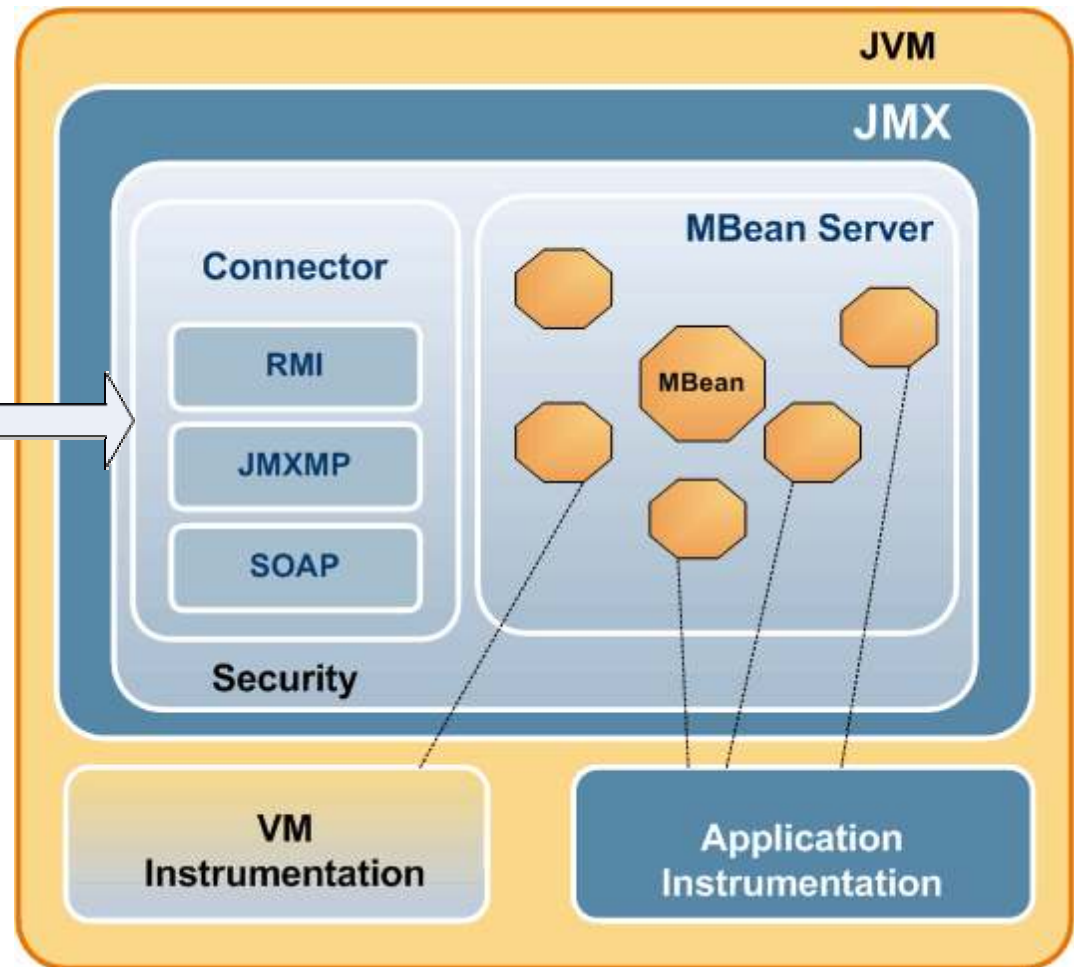 JVM
JMX
Connector
RMI
JMXMP
SOAP
MBean Server
MBean
Security
VM
Instrumentation
Application
Instrumentation